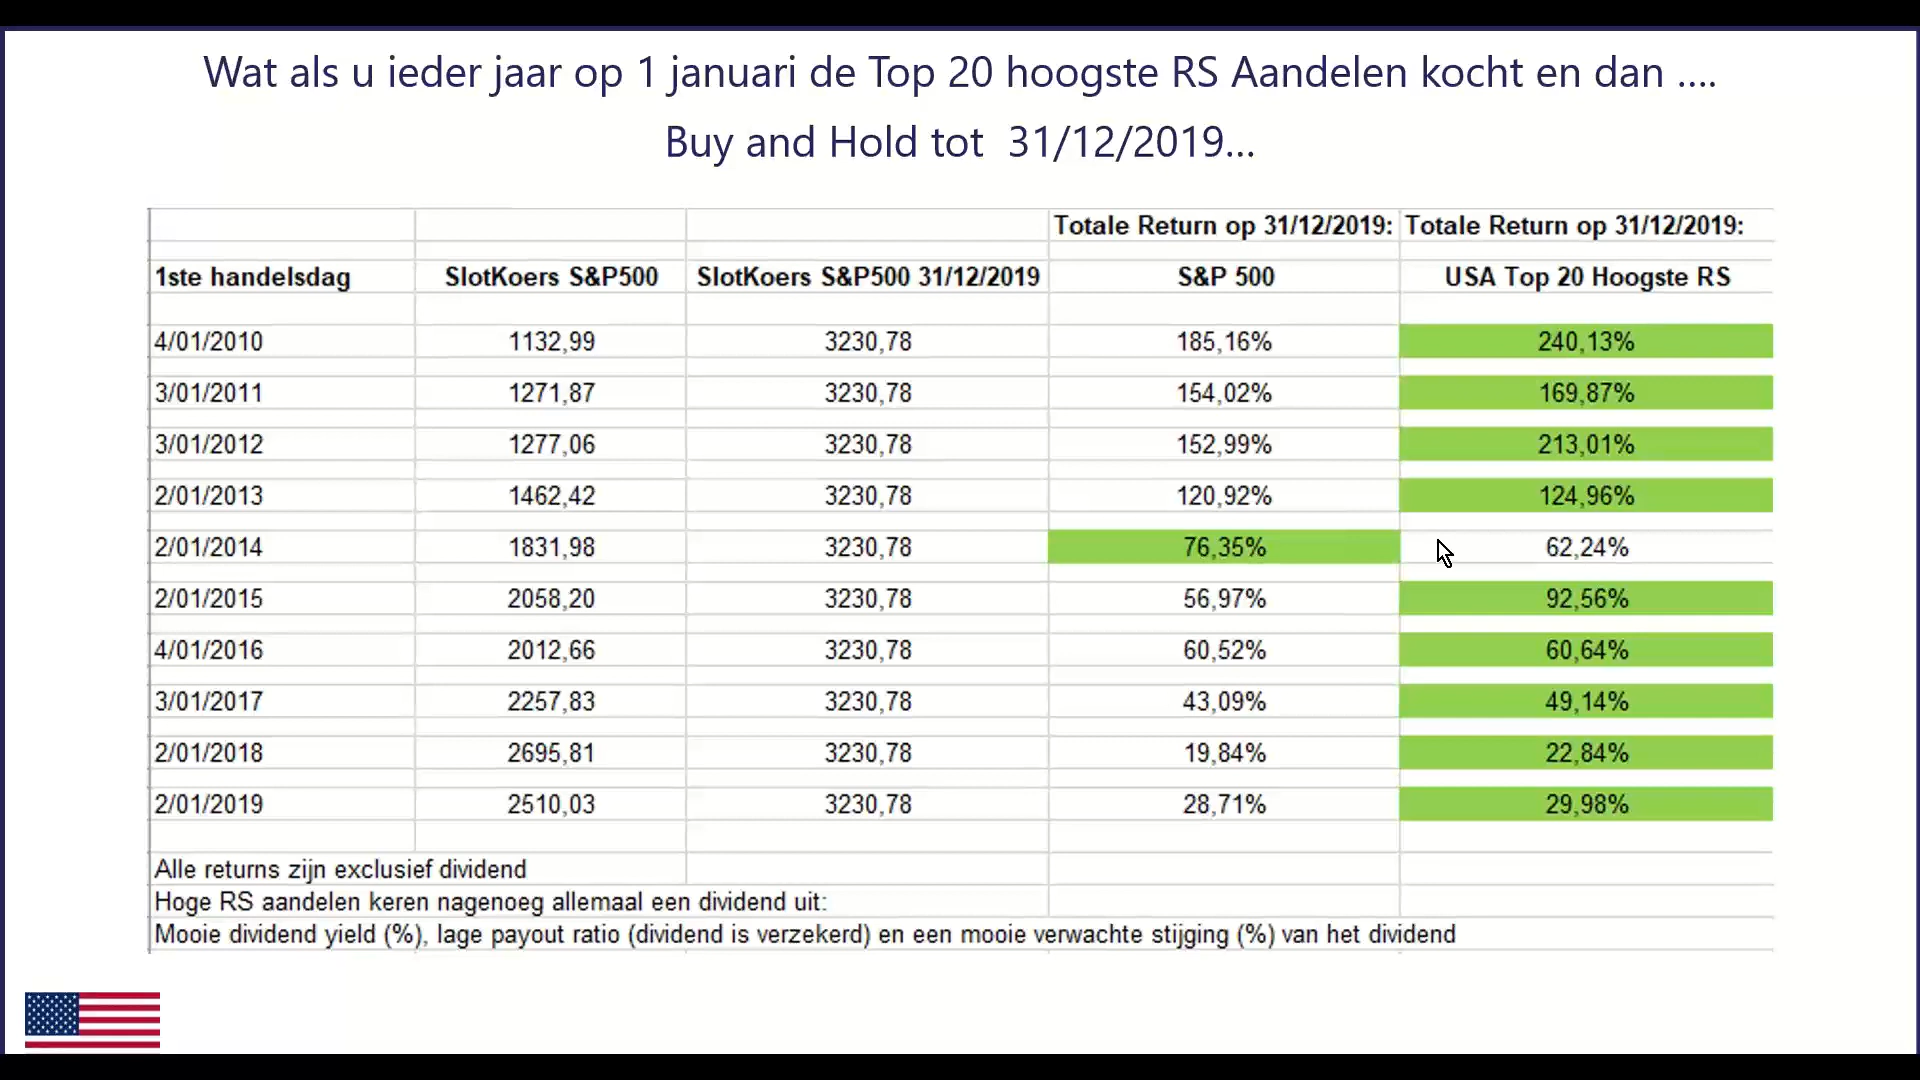 Wat als u ieder jaar op 1 januari de Top 20 hoogste RS Aandelen kocht en dan ....
Buy and Hold tot 31/12/2019...
Totale Return op 31/12/2019: Totale Return op 31/12/2019:
1ste handelsdag SlotKoers S&P500 SlotKoers S&P500 31/12/2019 S&P 500 USA Top 20 Hoogste RS
4/01/2010 1132,99 3230,78 185,16% 240,13%
3/01/2011 1271,87 3230,78 154,02% 169,87%
3/01/2012 1277,06 3230,78 152,99% 213,01%
2/01/2013 1462,42 3230,78 120,92% 124,96%
2/01/2014 1831,98 3230,78 76,35% 62,24%
2/01/2015 2058,20 3230,78 56,97% 92,56%
4/01/2016 2012,66 3230,78 60,52% 60,64%
3/01/2017 2257,83 3230,78 43,09% 49,14%
2/01/2018 2695,81 3230,78 19,84% 22,84%
2/01/2019 2510,03 3230,78 28,71% 29,98%
Alle returns zijn exclusief dividend
Hoge RS aandelen keren nagenoeg allemaal een dividend uit:
Mooie dividend yield (%), lage payout ratio (dividend is verzekerd) en een mooie verwachte stijging (%) van het dividend